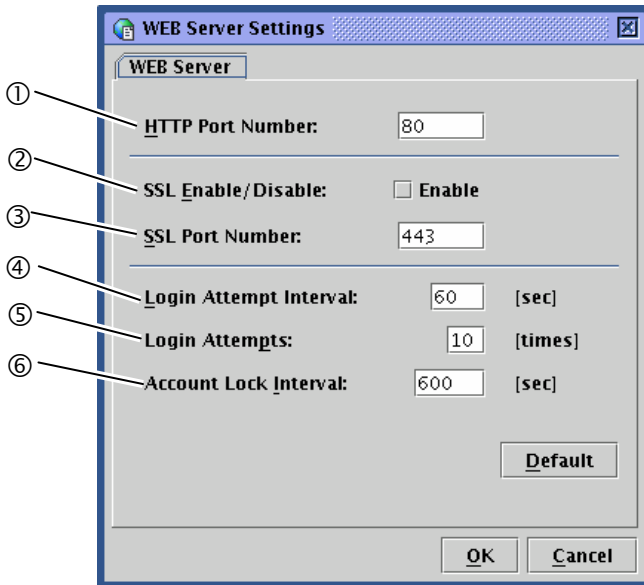 WEB Server Settings
WEB Server
① HTTP Port Number: 80
② SSL Enable/Disable: Enable
③ SSL Port Number: 443
④ Login Attempt Interval: 60 [sec]
⑤ Login Attempts: 10 [times]
⑥ Account Lock Interval: 600 [sec]
Default
OK Cancel